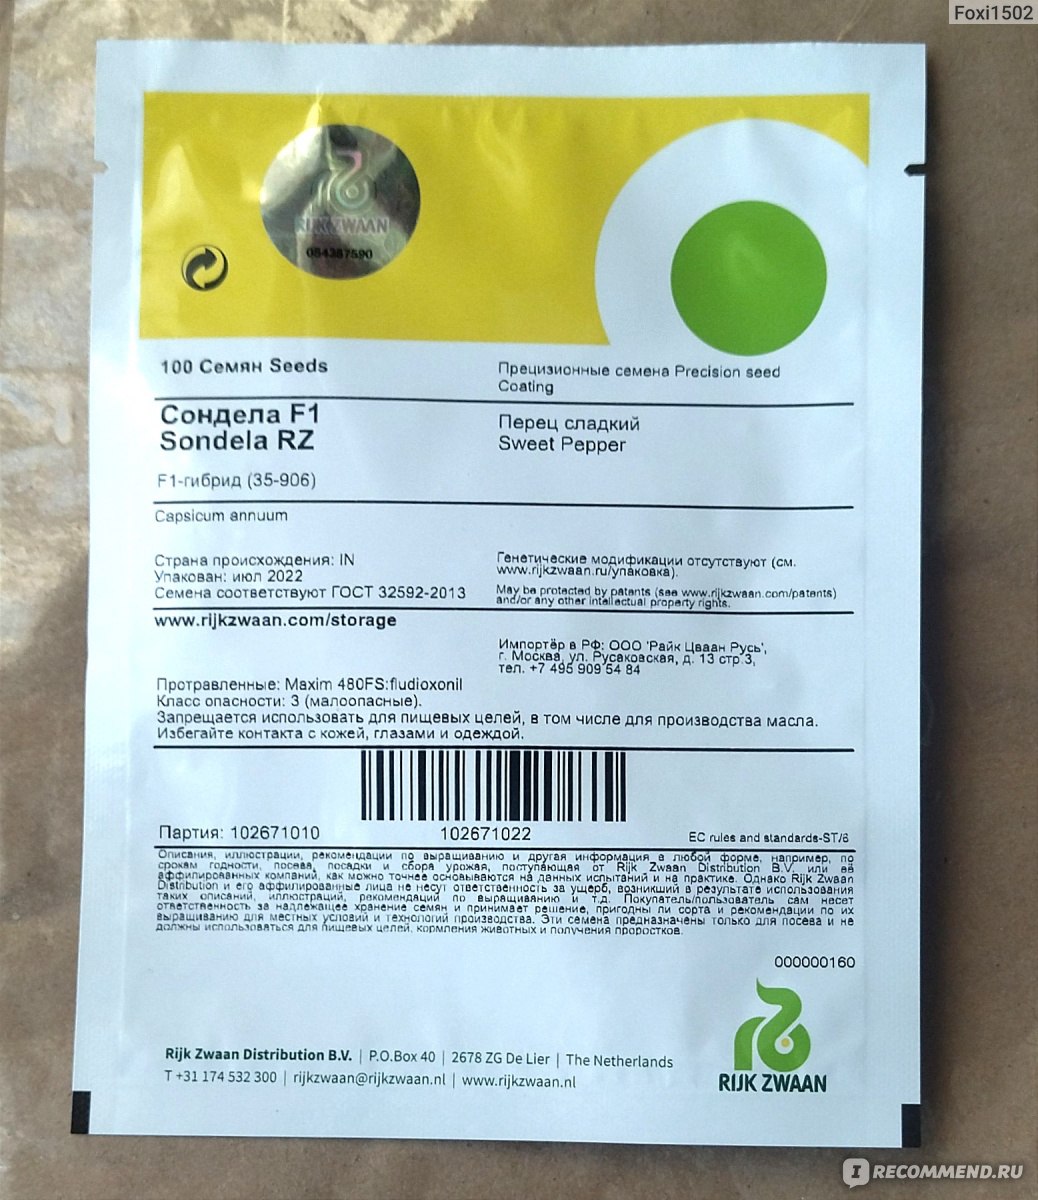 Foxi1502
RIJK ZWAAN
084387590
100 Семян Seeds
Прецизионные семена Precision seed
Coating
Сондела F1
Sondela RZ
Перец сладкий
Sweet Pepper
F1-гибрид (35-906)
Capsicum annuum
Страна происхождения: IN
Упакован: июл 2022
Семена соответствуют ГОСТ 32592-2013
Генетические модификации отсутствуют (см.
www.rijkzwaan.ru/упаковка).
May be protected by patents (see www.rijkzwaan.com/patents)
and/or any other intellectual property rights.
www.rijkzwaan.com/storage
Импортёр в РФ: ООО 'Райк Цваан Русь',
г. Москва, ул. Русаковская, д. 13 стр.3,
тел. +7 495 909 54 84
Протравленные: Maxim 480FS:fludioxonil
Класс опасности: 3 (малоопасные).
Запрещается использовать для пищевых целей, в том числе для производства масла.
Избегайте контакта с кожей, глазами и одеждой.
Партия: 102671010
102671022
EC rules and standards-ST/6
Описания, иллюстрации, рекомендации по выращиванию и другая информация в любой форме, например, по
срокам годности, посева, посадки и сбора урожая, поступающая от Rijk Zwaan Distribution B.V. или её
аффилированных компаний, как можно точнее основываются на данных испытаний и на практике. Однако Rijk Zwaan
Distribution и его аффилированные лица не несут ответственность за ущерб, возникший в результате использования
таких описаний, иллюстраций, рекомендаций по выращиванию и т.д. Покупатель/пользователь сам несет
ответственность за надлежащее хранение семян и принимает решение, пригодны ли сорта и рекомендации по их
выращиванию для местных условий и технологий производства. Эти семена предназначены только для посева и не
должны использоваться для пищевых целей, кормления животных и получения проростков.
000000160
RIJK ZWAAN
Rijk Zwaan Distribution B.V. | P.O.Box 40 | 2678 ZG De Lier | The Netherlands
T +31 174 532 300 | rijkzwaan@rijkzwaan.nl | www.rijkzwaan.nl
IRECOMMEND.RU